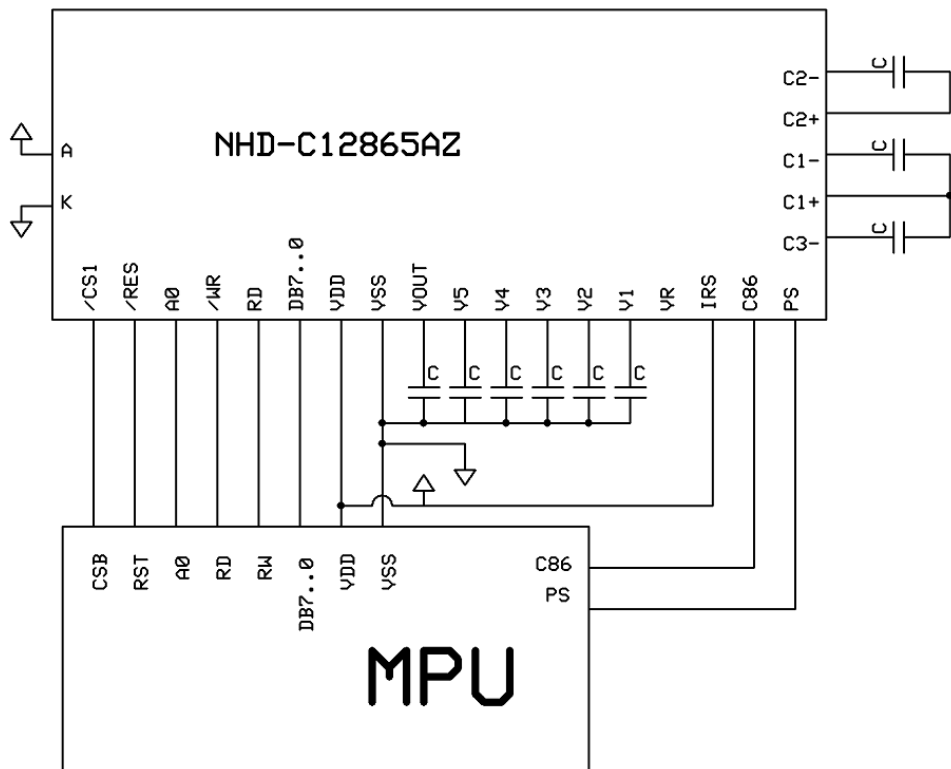 C2- C
C2+
NHD-C12865AZ
A
C1- C
K
C1+
C3- C
/CS1 /RES A0 /WR RD DB7..0 VDD VSS VOUT V5 V4 V3 V2 V1 VR IRS C86 PS
C C C C C C
CSB RST A0 RD RW DB7..0 VDD VSS
C86
PS
MPU